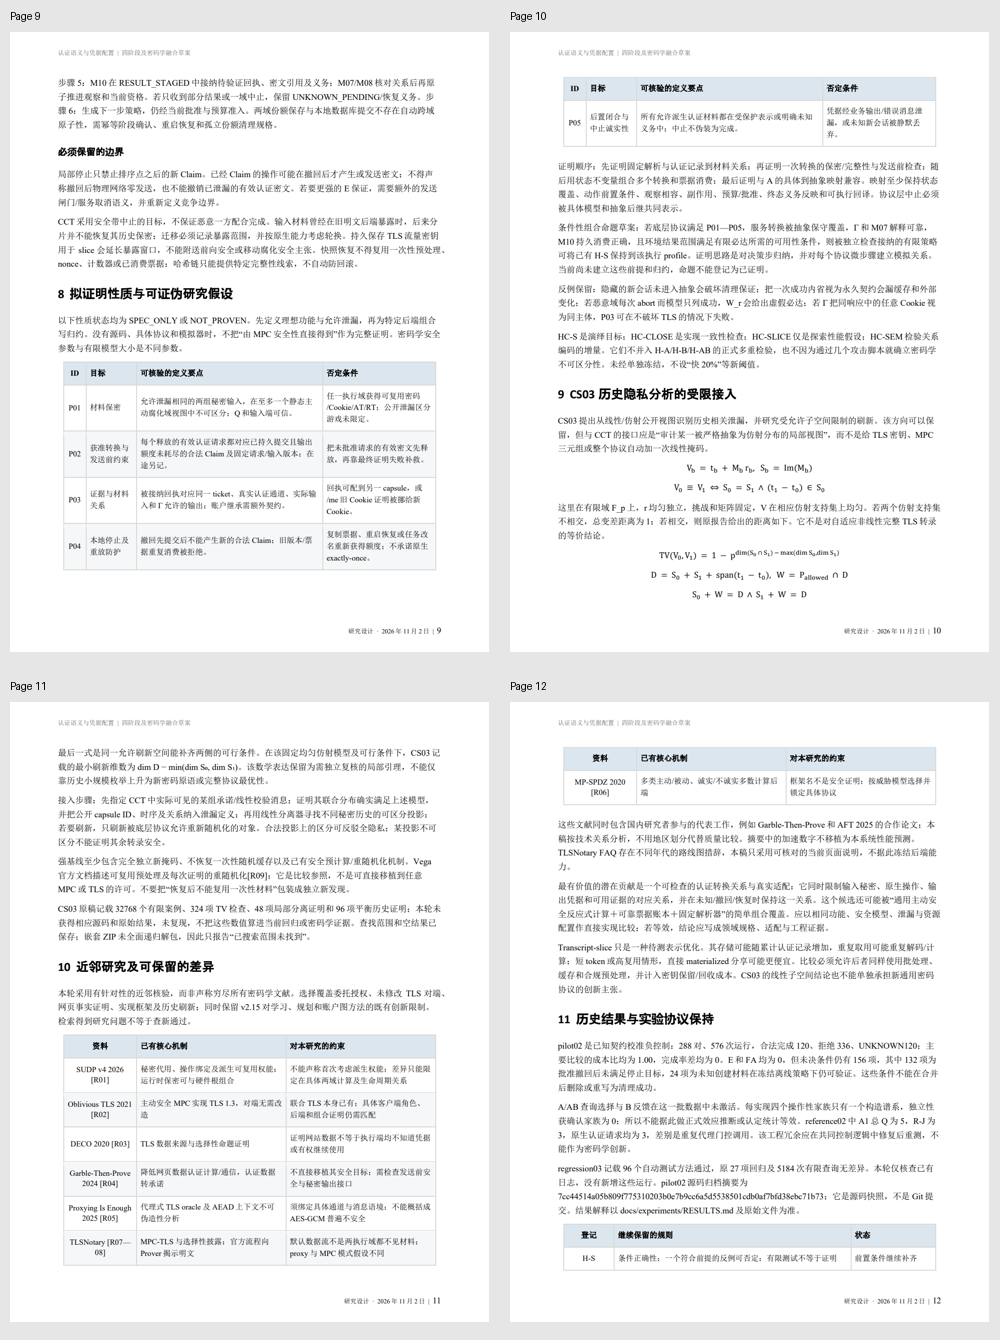 Page 9
认证语义与凭据配置 | 四阶段及密码学融合草案
步骤 5：M10 在 RESULT_STAGED 中接纳待验证回执、密文引用及义务；M07/M08 核对关系后再原
子推进观察和当前资格。若只收到部分结果或一域中止，保留 UNKNOWN_PENDING/恢复义务。步
骤 6：生成下一步策略，仍经当前批准与预算准入。两域份额保存与本地数据库提交不存在自动跨域
原子性，需幂等阶段确认、重启恢复和孤立份额清理规格。
必须保留的边界
局部停止只禁止排序点之后的新 Claim。已经 Claim 的操作可能在撤回后才产生或发送密文；不得声
称撤回后物理网络零发送，也不能撤销已泄漏的有效认证密文。若要更强的 E 保证，需要额外的发送
闸门/服务取消语义，并重新定义竞争边界。
CCT 采用安全带中止的目标，不保证恶意一方配合完成。输入材料曾经在旧明文后端暴露时，后来分
片并不能恢复其历史保密；迁移必须记录暴露范围，并按原生能力考虑轮换。持久保存 TLS 流量密钥
用于 slice 会延长暴露窗口，不能附送前向安全或移动腐化安全主张。快照恢复不得复用一次性预处理、
nonce、计数器或已消费票据；哈希链只能提供特定完整性线索，不自动防回滚。
8 拟证明性质与可证伪研究假设
以下性质状态均为 SPEC_ONLY 或 NOT_PROVEN。先定义理想功能与允许泄漏，再为特定后端组合
写归约。没有源码、具体协议和模拟器时，不把“由 MPC 安全性直接得到”作为完整证明。密码学安全
参数与有限模型大小是不同参数。
ID 目标 可核验的定义要点 否定条件
P01 材料保密 允许泄漏相同的两组秘密输入，在至多一个静态主动腐化域视图中不可区分；Q 和输入端可信。 任一执行域获得可复用密码/Cookie/AT/RT；公开泄漏区分游戏未限定。
P02 获准转换与发送前约束 每个释放的有效认证请求都对应已持久提交且输出额度未耗尽的合法 Claim 及固定请求/输入版本；在途另记。 把未批准请求的有效密文先释放，再靠最终证明失败补救。
P03 证据与材料关系 被接纳回执对应同一 ticket、真实认证通道、实际输入和 Γ 允许的输出；账户继承需额外契约。 回执可配到另一 capsule，或 /me 旧 Cookie 证明被挪给新 Cookie。
P04 本地停止及重放防护 撤回先提交后不能产生新的合法 Claim；旧版本/票据重复消费被拒绝。 复制票据、重启恢复或任务改名重新获得额度；不承诺原生 exactly-once。
研究设计 · 2026 年 11 月 2 日 | 9
Page 10
认证语义与凭据配置 | 四阶段及密码学融合草案
ID 目标 可核验的定义要点 否定条件
P05 后置闭合与中止诚实性 所有允许派生认证材料都在受保护表示或明确未知义务中；中止不伪装为完成。 凭据经业务输出/错误消息泄漏，或未知新会话被静默丢弃。
证明顺序：先证明固定解析与认证记录到材料关系；再证明一次转换的保密/完整性与发送前检查；随
后用状态不变量组合多个转换和票据消费；最后证明与 A 的具体到抽象映射兼容。映射至少保持状态
覆盖、动作前置条件、观察相容、副作用、预算/批准、终态义务反映和可执行回传。协议层中止必须
被具体模型和抽象后继共同表示。
条件性组合命题草案：若底层协议满足 P01—P05，服务转换被抽象保守覆盖，Γ 和 M07 解释可靠，
M10 持久消费正确，且环境结果范围满足有限必达所需的可用性条件，则被独立检查接纳的有限策略
可将已有 H-S 保持到该执行 profile。证明思路是对决策步归纳，并对每个协议微步骤建立模拟关系。
当前尚未建立这些前提和归约，命题不能登记为已证明。
反例保留：隐藏的新会话未进入抽象会破坏清理保证；把一次成功内省视为永久契约会漏缓存和外部
变化；若恶意域每次 abort 而模型只列成功，W_r 会给出虚假必达；若 Γ 把同响应中的任意 Cookie 视
为同主体，P03 可在不破坏 TLS 的情况下失败。
HC-S 是演绎目标；HC-CLOSE 是实现一致性检查；HC-SLICE 仅是探索性能假设；HC-SEM 检验关系
编码的增量。它们不并入 H-A/H-B/H-AB 的正式多重检验，也不因为通过几个攻击脚本就确立密码学
不可区分性。未经单独冻结，不设“快 20%”等新阈值。
9 CS03 历史隐私分析的受限接入
CS03 提出从线性/仿射公开视图识别历史相关泄漏，并研究受允许子空间限制的刷新。该方向可以保
留，但与 CCT 的接口应是“审计某一被严格抽象为仿射分布的局部视图”，而不是给 TLS 密钥、MPC
三元组或整个协议自动加一次线性掩码。
V_b = t_b + M_b r_b, S_b = Im(M_b)
V_0 ≡ V_1 ⇔ S_0 = S_1 ∧ (t_1 − t_0) ∈ S_0
这里在有限域 F_p 上，r 均匀独立，挑战和矩阵固定，V 在相应仿射支持集上均匀。若两个仿射支持集
不相交，总变差距离为 1；若相交，则原报告给出的距离如下。它不是对自适应非线性完整 TLS 转录
的等价结论。
TV(V_0,V_1) = 1 − p^{dim(S_0 ∩ S_1)−max(dim S_0,dim S_1)}
D = S_0 + S_1 + span(t_1 − t_0), W = P_allowed ∩ D
S_0 + W = D ∧ S_1 + W = D
研究设计 · 2026 年 11 月 2 日 | 10
Page 11
认证语义与凭据配置 | 四阶段及密码学融合草案
最后一式是同一允许刷新空间能补齐两侧的可行条件。在该固定均匀仿射模型及可行条件下，CS03 记
载的最小刷新维数为 dim D − min(dim S₀, dim S₁)。该数学表达保留为需独立复核的局部引理，不能仅
靠历史小规模枚举上升为新密码原语或完整协议最优性。
接入步骤：先指定 CCT 中实际可见的某组承诺/线性校验消息；证明其联合分布确实满足上述模型，
并把公开 capsule ID、时序及关系纳入泄漏定义；再用线性分离器寻找不同秘密历史的可区分投影；
若要刷新，只刷新被底层协议允许重新随机化的对象。合法投影上的区分可反驳全隐私；某投影不可
区分不能证明其余转录安全。
强基线至少包含完全独立新掩码、不恢复一次性随机缓存以及已有安全预计算/重随机化机制。Vega
官方文档描述可复用预处理及每次证明的重随机化[R09]；它是比较参照，不是可直接移植到任意
MPC 或 TLS 的许可。不要把“恢复后不能复用一次性材料”包装成独立新发现。
CS03 原稿记载 32768 个有限案例、324 项 TV 检查、48 项局部分离证明和 96 项平衡历史证明；本轮未
获得相应源码和原始结果，未复现，不把这些数值算进当前回归或密码学证据。查找范围和空结果已
保存；嵌套 ZIP 未全面递归解包，因此只报告“已搜索范围未找到”。
10 近邻研究及可保留的差异
本轮采用有针对性的近邻核验，而非声称穷尽所有密码学文献。选择覆盖委托授权、未修改 TLS 对端、
网页事实证明、实现框架及历史刷新；同时保留 v2.15 对学习、规划和账户图方法的既有创新限制。
检索得到研究问题不等于查新通过。
资料 已有核心机制 对本研究的约束
SUDP v4 2026 [R01] 秘密代用、操作绑定及派生可复用权能；运行时保密可与硬件根组合 不能声称首次考虑派生权能；差异只能限定在具体两域计算及生命周期关系
Oblivious TLS 2021 [R02] 主动安全 MPC 实现 TLS 1.3，对端无需改造 联合 TLS 本身已有；具体客户端角色、后端和组合证明仍需匹配
DECO 2020 [R03] TLS 数据来源与选择性命题证明 证明网站数据不等于执行端均不知道凭据或有权继续使用
Garble-Then-Prove 2024 [R04] 降低网页数据认证计算/通信，认证数据转承诺 不直接移植其安全目标；需检查发送前安全与秘密输出接口
Proxying Is Enough 2025 [R05] 代理式 TLS oracle 及 AEAD 上下文不可伪造性分析 须绑定具体通道与消息语境；不能概括成 AES-GCM 普遍不安全
TLSNotary [R07—08] MPC-TLS 与选择性披露；官方流程向 Prover 揭示明文 默认数据流不是两执行域都不见材料；proxy 与 MPC 模式假设不同
研究设计 · 2026 年 11 月 2 日 | 11
Page 12
认证语义与凭据配置 | 四阶段及密码学融合草案
资料 已有核心机制 对本研究的约束
MP-SPDZ 2020 [R06] 多类主动/被动、诚实/不诚实多数计算后端 框架名不是安全证明；按威胁模型选择并锁定具体协议
这些文献同时包含国内研究者参与的代表工作，例如 Garble-Then-Prove 和 AFT 2025 的合作论文；本
稿按技术关系分析，不用地区划分代替质量比较。摘要中的加速数字不移植为本系统性能预测。
TLSNotary FAQ 存在不同年代的路线图措辞，本稿只采用可核对的当前页面说明，不据此冻结后端能
力。
最有价值的潜在贡献是一个可检查的认证转换关系与真实适配；它同时限制输入秘密、原生操作、输
出凭据和可用证据的对应关系，并在未知/撤回/恢复时保持这一关系。这个候选还可能被“通用主动安
全反应式计算＋可靠票据账本＋固定解析器”的简单组合覆盖。应以相同功能、安全模型、泄漏与资源
配置作直接实现比较；若等效，结论应写成领域规格、适配与工程证据。
Transcript-slice 只是一种待测表示优化。其存储可能随累计认证记录增加，重复取用可能重复解码/计
算；短 token 或高复用情形，直接 materialized 分享可能更便宜。比较必须允许后者同样使用批处理、
缓存和合规预处理，并计入密钥保留/回收成本。CS03 的线性子空间结论也不能单独承担新通用密码
协议的创新主张。
11 历史结果与实验协议保持
pilot02 是已知契约校准负控制：288 对、576 次运行，合法完成 120、拒绝 336、UNKNOWN120；主
要比较的成本比均为 1.00，完成率差均为 0。E 和 FA 均为 0，但未决条件仍有 156 项，其中 132 项为
批准撤回后未满足停止目标，24 项为未知创建材料在冻结离线策略下仍可验证。这些条件不能在合并
后删除或重写为清理成功。
A/AB 查询选择与 B 反馈在这一批数据中未激活。每实现四个操作性家族只有一个构造谱系，独立性
获确认家族为 0；所以不能据此做正式效应推断或认定统计等效。reference02 中 A1 总 Q 为 5，R-J 为
3，原生认证请求均为 3，差别是重复代理门控调用。该工程冗余应在共同控制逻辑中修复后重测，不
能作为密码学创新。
regression03 记载 96 个自动测试方法通过，原 27 项回归及 5184 次有限查询无差异。本轮仅核查已有
日志，没有新增这些运行。pilot02 源码归档摘要为
7cc44514a05b809f775310203b0e7b9cc6a5d5538501cdb0af7bfd38ebc71b73；它是源码快照，不是 Git 提
交。结果解释以 docs/experiments/RESULTS.md 及原始文件为准。
登记 继续保留的规则 状态
H-S 条件正确性；一个符合前提的反例可否定；有限测试不等于证明 前置条件继续补齐
研究设计 · 2026 年 11 月 2 日 | 12